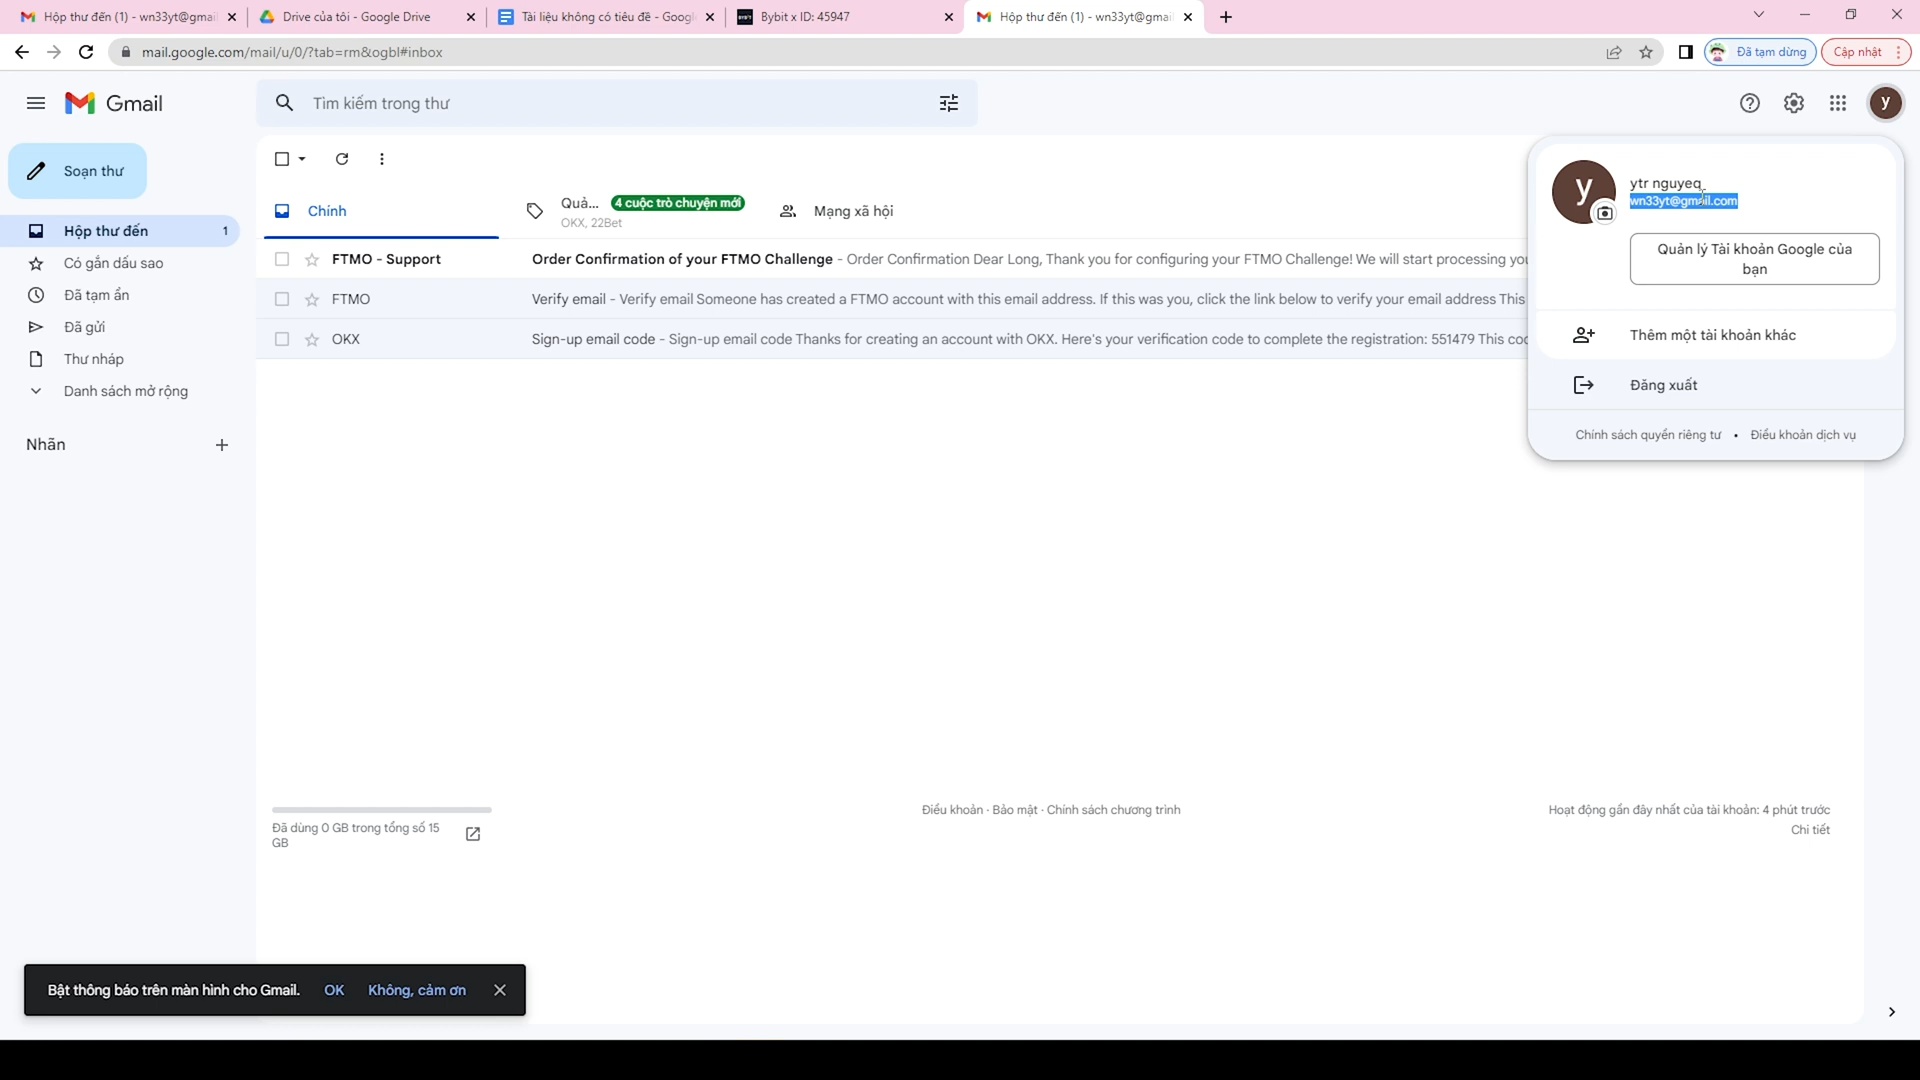 Hộp thư đến (1) - wn33yt@gmai
Drive của tôi - Google Drive
Tài liệu không có tiêu đề - Googl
Bybit x ID: 45947
Hộp thư đến (1) - wn33yt@gmai
mail.google.com/mail/u/0/?tab=rm&ogbl#inbox
Đã tạm dừng
Cập nhật
Gmail
Tìm kiếm trong thư
y
Soạn thư
Hộp thư đến 1
Có gắn dấu sao
Đã tạm ẩn
Đã gửi
Thư nháp
Danh sách mở rộng
Nhãn
Chính
Quả... 4 cuộc trò chuyện mới
OKX, 22Bet
Mạng xã hội
FTMO - Support Order Confirmation of your FTMO Challenge - Order Confirmation Dear Long, Thank you for configuring your FTMO Challenge! We will start processing you
FTMO Verify email - Verify email Someone has created a FTMO account with this email address. If this was you, click the link below to verify your email address This
OKX Sign-up email code - Sign-up email code Thanks for creating an account with OKX. Here's your verification code to complete the registration: 551479 This coc
y
ytr nguyeq
wn33yt@gmail.com
Quản lý Tài khoản Google của
bạn
Thêm một tài khoản khác
Đăng xuất
Chính sách quyền riêng tư • Điều khoản dịch vụ
Đã dùng 0 GB trong tổng số 15
GB
Điều khoản · Bảo mật · Chính sách chương trình
Hoạt động gần đây nhất của tài khoản: 4 phút trước
Chi tiết
Bật thông báo trên màn hình cho Gmail. OK Không, cảm ơn